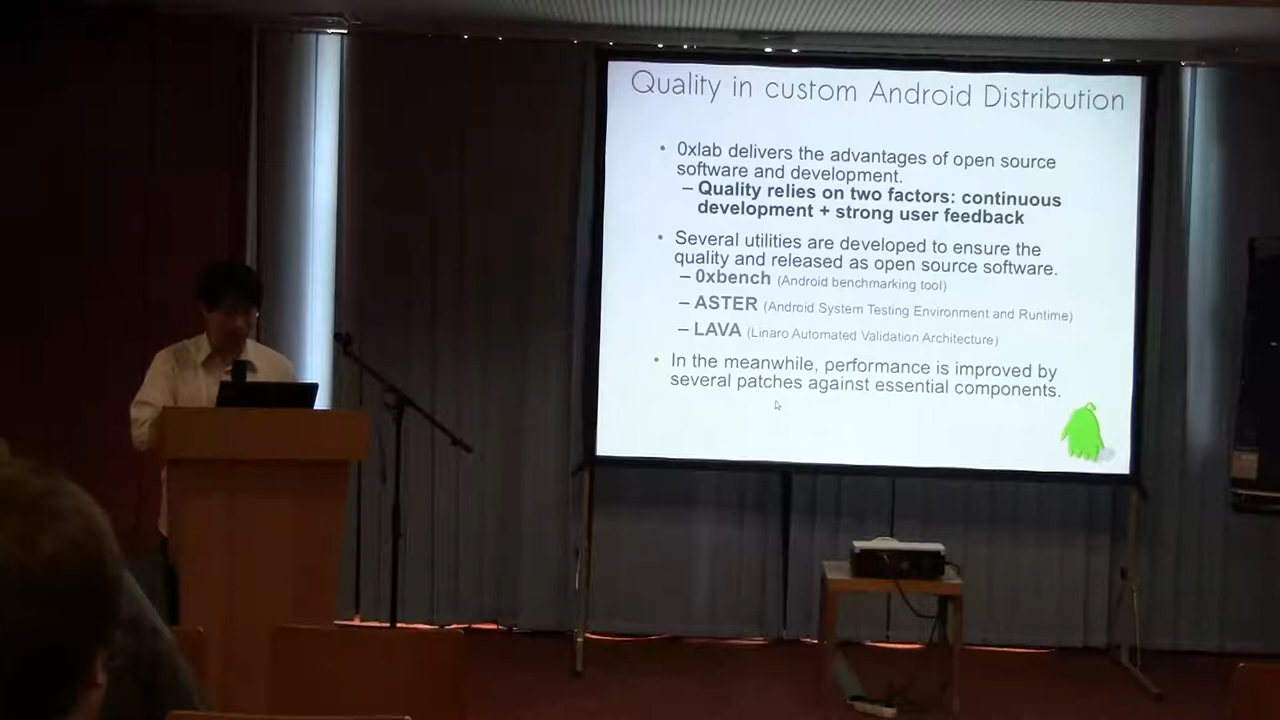 Quality in custom Android Distribution
• 0xlab delivers the advantages of open source
software and development.
– Quality relies on two factors: continuous
development + strong user feedback
• Several utilities are developed to ensure the
quality and released as open source software.
– 0xbench (Android benchmarking tool)
– ASTER (Android System Testing Environment and Runtime)
– LAVA (Linaro Automated Validation Architecture)
• In the meanwhile, performance is improved by
several patches against essential components.